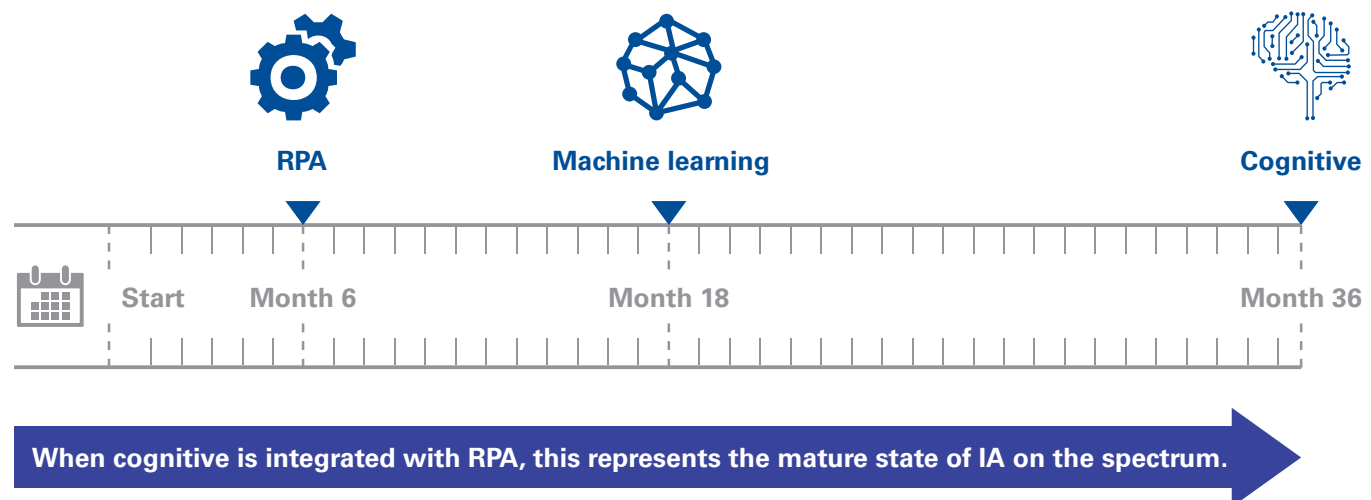 RPA
Machine learning
Cognitive
Start
Month 6
Month 18
Month 36
When cognitive is integrated with RPA, this represents the mature state of IA on the spectrum.